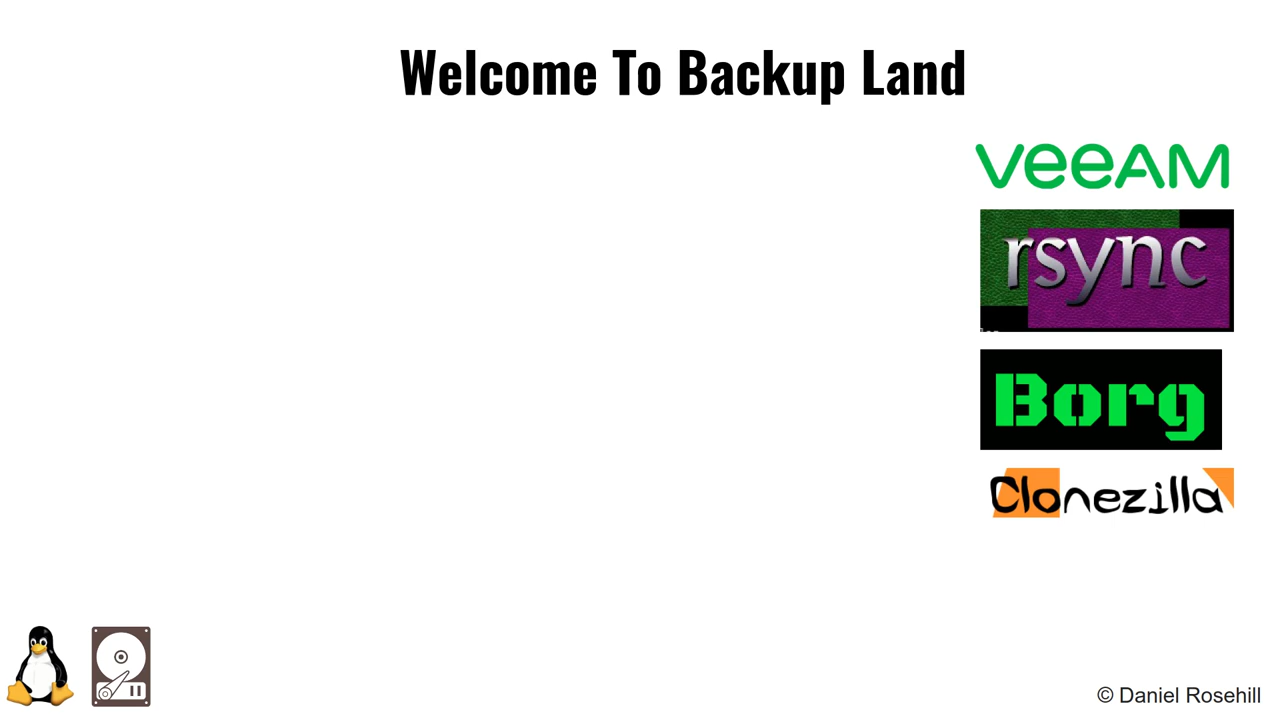 Welcome To Backup Land
veeAM
rsync
Borg
Clonezilla
© Daniel Rosehill